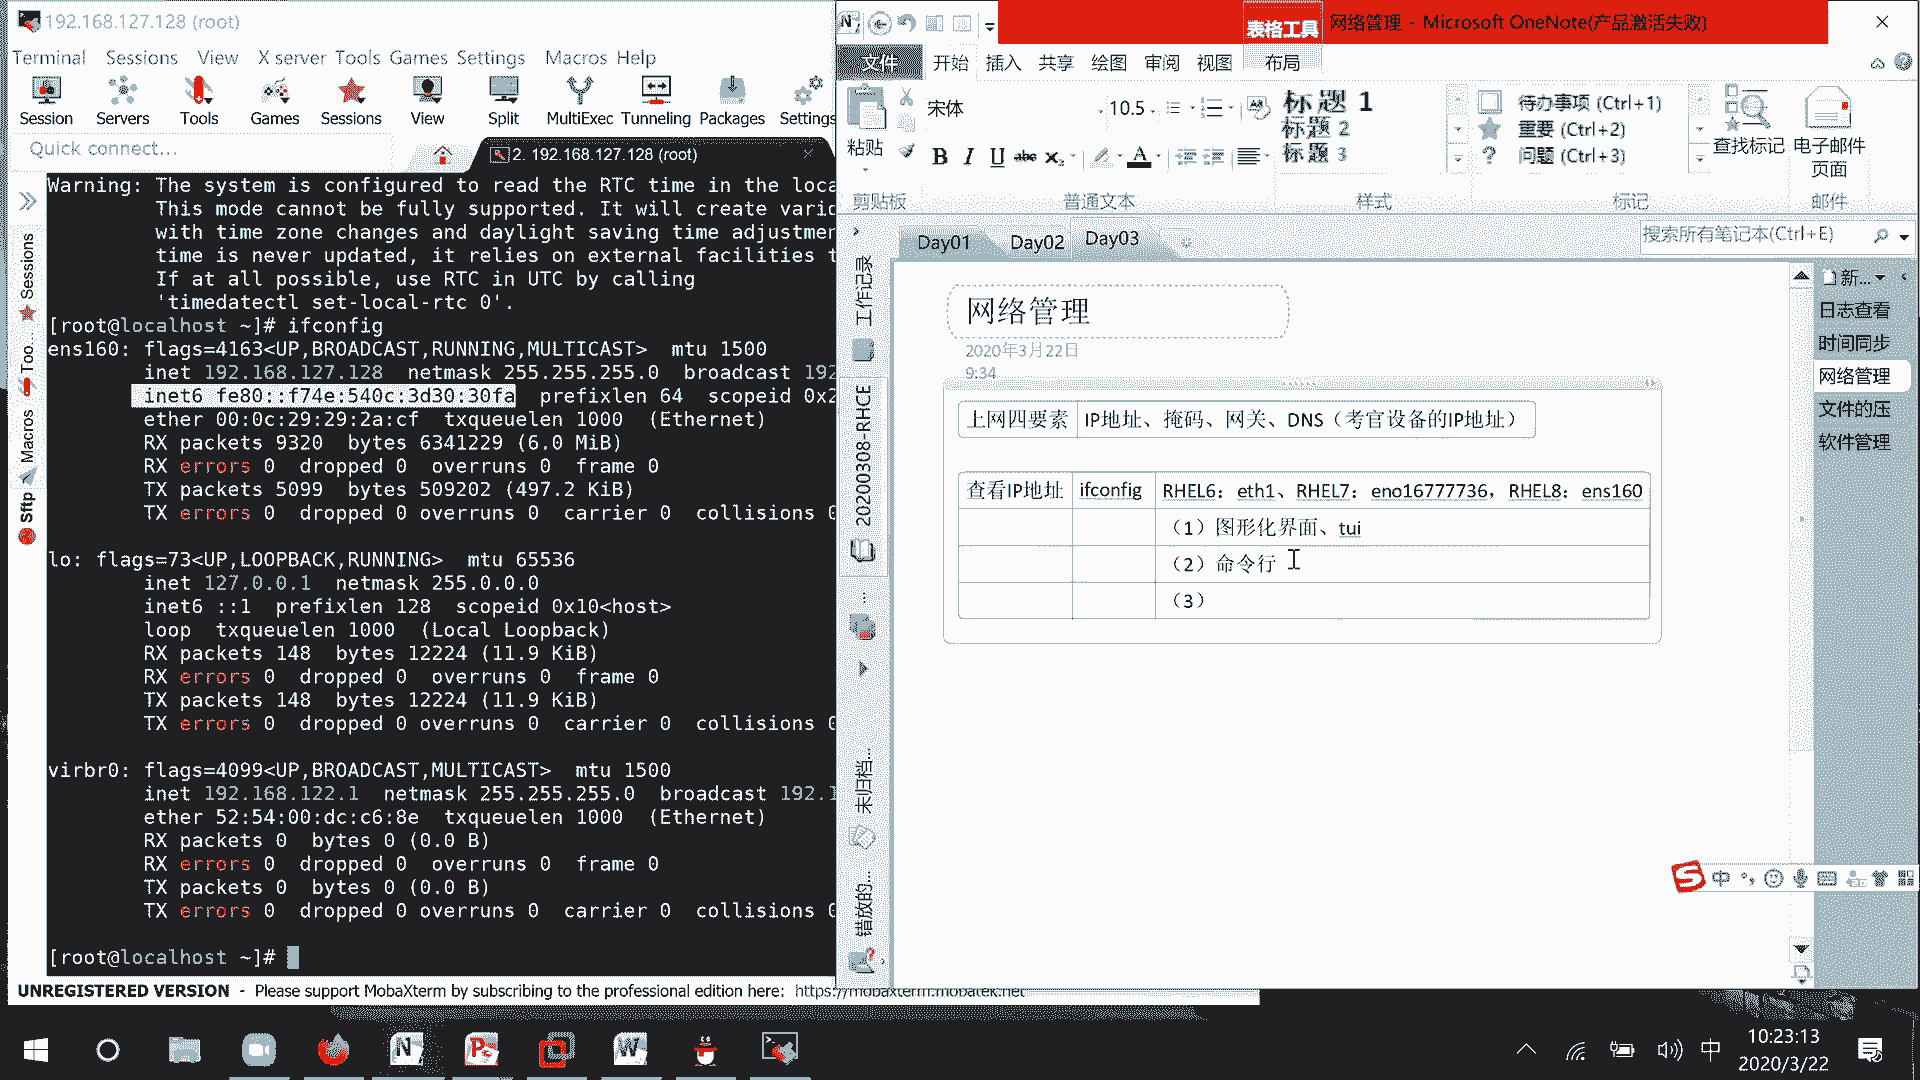 192.168.127.128 (root)
Terminal Sessions View X server Tools Games Settings Macros Help
Session Servers Tools Games Sessions View Split MultiExec Tunneling Packages Settings
Quick connect...
2. 192.168.127.128 (root)
Warning: The system is configured to read the RTC time in the loca
This mode cannot be fully supported. It will create vario
with time zone changes and daylight saving time adjustmen
time is never updated, it relies on external facilities t
If at all possible, use RTC in UTC by calling
'timedatectl set-local-rtc 0'.
[root@localhost ~]# ifconfig
ens160: flags=4163<UP,BROADCAST,RUNNING,MULTICAST>  mtu 1500
inet 192.168.127.128  netmask 255.255.255.0  broadcast 192
inet6 fe80::f74e:540c:3d30:30fa  prefixlen 64  scopeid 0x2
ether 00:0c:29:29:2a:cf  txqueuelen 1000  (Ethernet)
RX packets 9320  bytes 6341229 (6.0 MiB)
RX errors 0  dropped 0  overruns 0  frame 0
TX packets 5099  bytes 509202 (497.2 KiB)
TX errors 0  dropped 0 overruns 0  carrier 0  collisions 0
lo: flags=73<UP,LOOPBACK,RUNNING>  mtu 65536
inet 127.0.0.1  netmask 255.0.0.0
inet6 ::1  prefixlen 128  scopeid 0x10<host>
loop  txqueuelen 1000  (Local Loopback)
RX packets 148  bytes 12224 (11.9 KiB)
RX errors 0  dropped 0  overruns 0  frame 0
TX packets 148  bytes 12224 (11.9 KiB)
TX errors 0  dropped 0 overruns 0  carrier 0  collisions 0
virbr0: flags=4099<UP,BROADCAST,MULTICAST>  mtu 1500
inet 192.168.122.1  netmask 255.255.255.0  broadcast 192.1
ether 52:54:00:dc:c6:8e  txqueuelen 1000  (Ethernet)
RX packets 0  bytes 0 (0.0 B)
RX errors 0  dropped 0  overruns 0  frame 0
TX packets 0  bytes 0 (0.0 B)
TX errors 0  dropped 0 overruns 0  carrier 0  collisions 0
[root@localhost ~]#
Sessions
Too...
Macros
Sftp
UNREGISTERED VERSION - Please support MobaXterm by subscribing to the professional edition here: https://mobaxterm.mobatek.net
表格工具 网络管理 - Microsoft OneNote(产品激活失败)
文件 开始 插入 共享 绘图 审阅 视图 布局
宋体 10.5
粘贴
B I U abc X₂ A
标题 1
标题 2
标题 3
待办事项 (Ctrl+1)
重要 (Ctrl+2)
问题 (Ctrl+3)
查找标记
电子邮件
页面
剪贴板 普通文本 样式 标记 邮件
Day01 Day02 Day03
搜索所有笔记本(Ctrl+E)
工作记录
20200308-RHCE
未归档...
错放的...
网络管理
2020年3月22日
9:34
上网四要素 IP地址、掩码、网关、DNS（考官设备的IP地址）
查看IP地址 ifconfig RHEL6：eth1、RHEL7：eno16777736，RHEL8：ens160
（1）图形化界面、tui
（2）命令行
（3）
新...
日志查看
时间同步
网络管理
文件的压
软件管理
中
中
10:23:13
2020/3/22